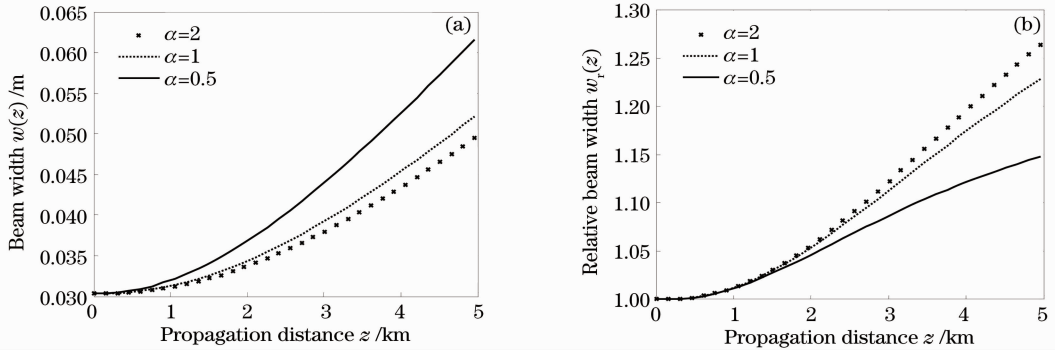 (a)
0.065
0.060
0.055
0.050
0.040
0.035
0.030
Beam width w(z) /m
α=2
α=1
α=0.5
0 1 2 3 4 5
Propagation distance z /km
(b)
1.30
1.25
1.20
1.15
1.10
1.05
1.00
Relative beam width wᵣ(z)
α=2
α=1
α=0.5
0 1 2 3 4 5
Propagation distance z /km